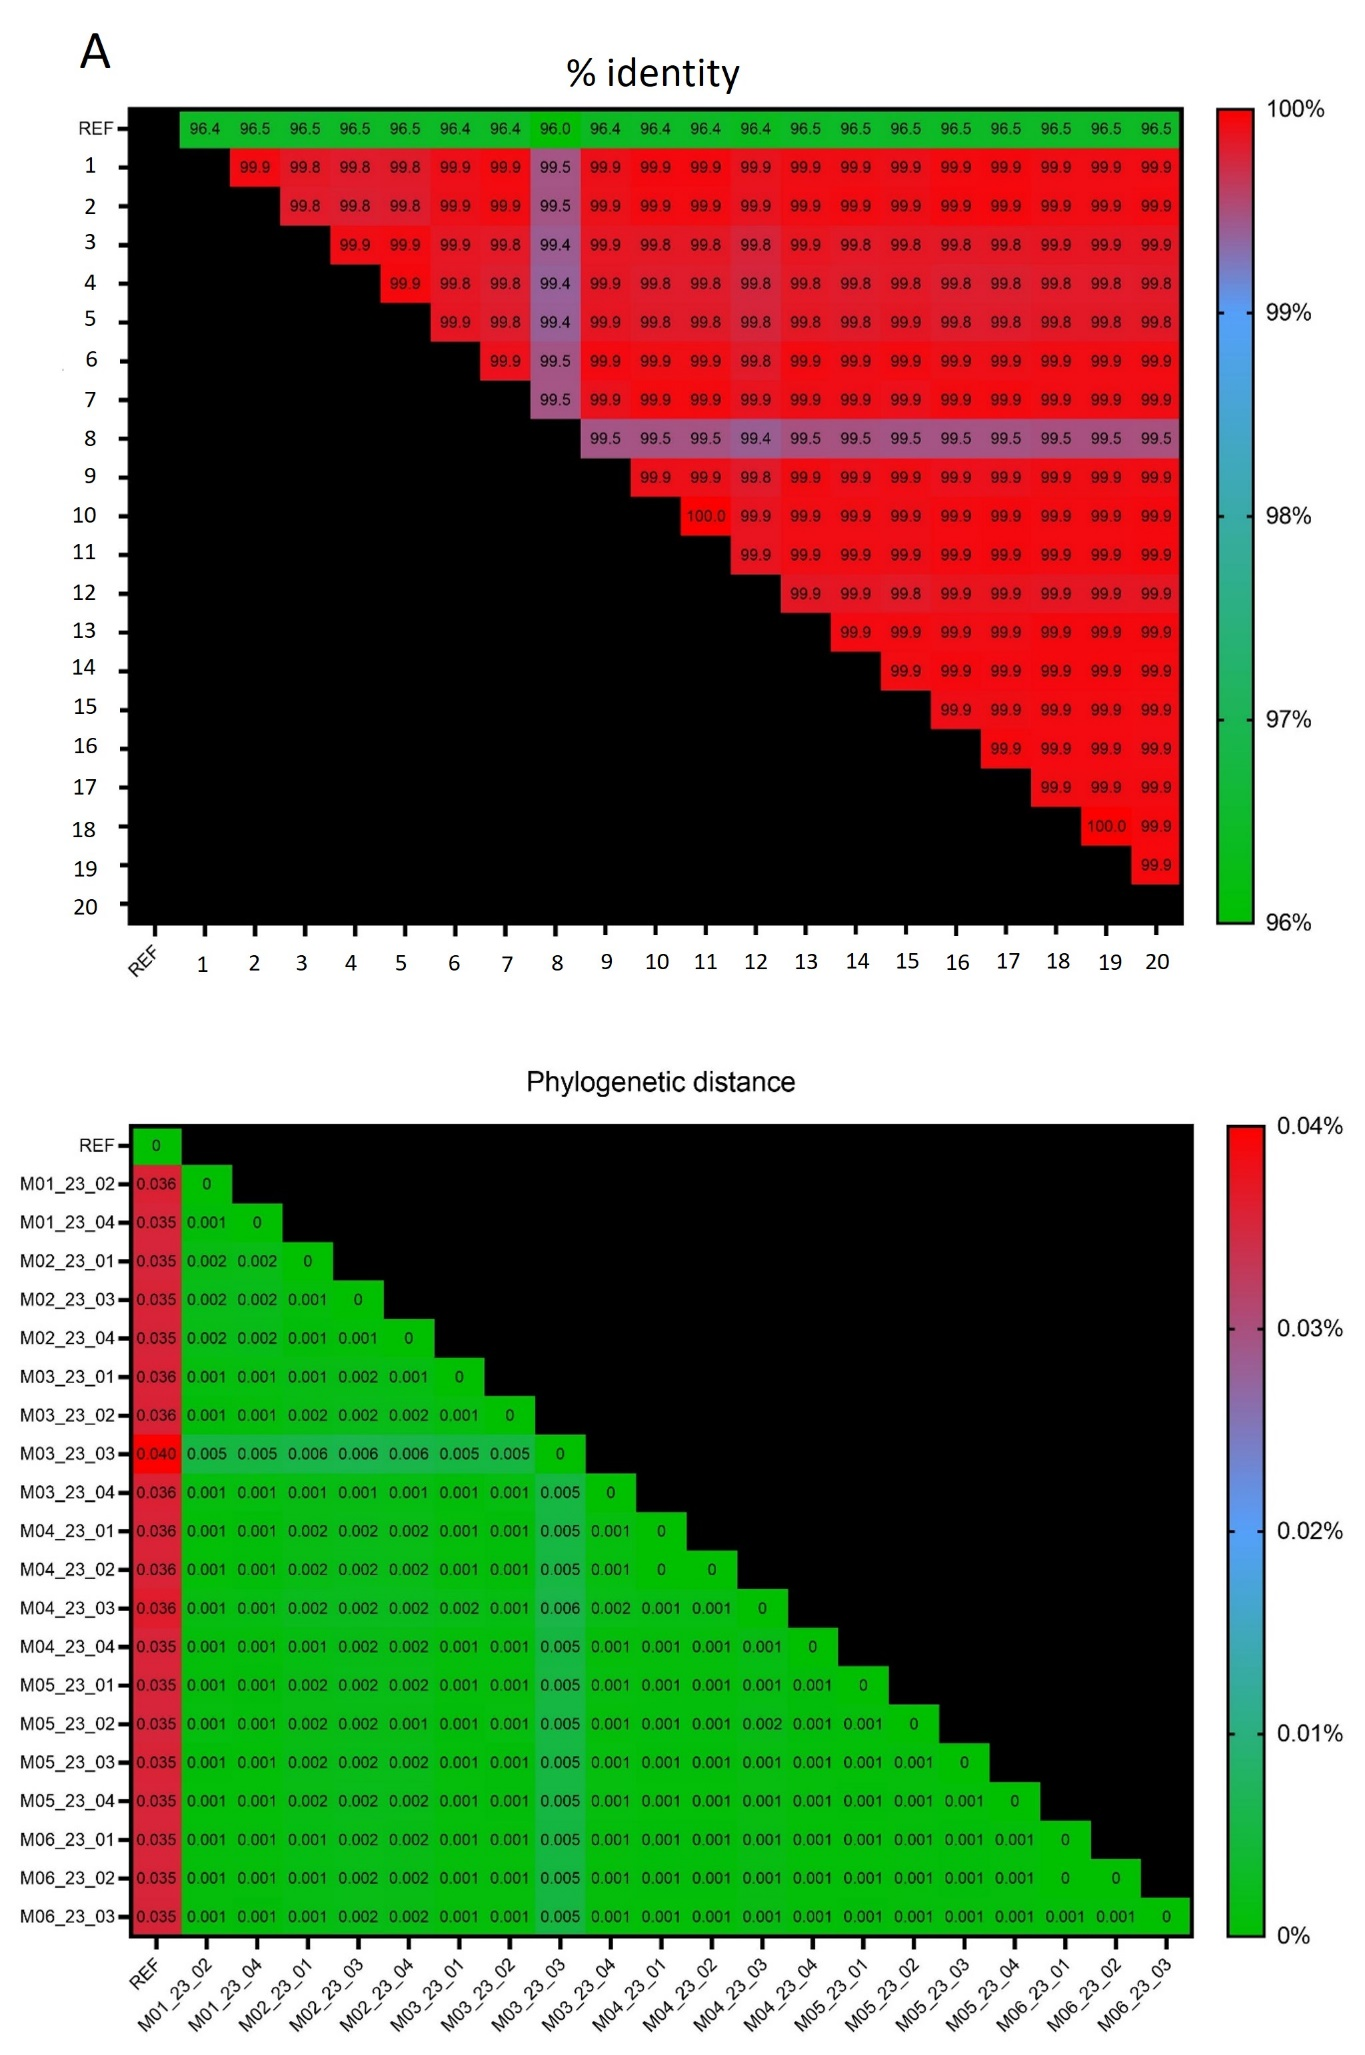 A
% identity
REF 96.4 96.5 96.5 96.5 96.5 96.4 96.4 96.0 96.4 96.4 96.4 96.4 96.5 96.5 96.5 96.5 96.5 96.5 96.5 96.5
1 99.9 99.8 99.8 99.8 99.9 99.9 99.5 99.9 99.9 99.9 99.9 99.9 99.9 99.9 99.9 99.9 99.9 99.9 99.9
2 99.8 99.8 99.8 99.9 99.9 99.5 99.9 99.9 99.9 99.9 99.9 99.9 99.9 99.9 99.9 99.9 99.9 99.9
3 99.9 99.9 99.9 99.8 99.4 99.9 99.8 99.8 99.8 99.9 99.8 99.8 99.8 99.8 99.9 99.9 99.9
4 99.9 99.8 99.8 99.4 99.9 99.8 99.8 99.8 99.8 99.8 99.8 99.8 99.8 99.8 99.8 99.8
5 99.9 99.8 99.4 99.9 99.8 99.8 99.8 99.8 99.8 99.9 99.8 99.8 99.8 99.8 99.8
6 99.9 99.5 99.9 99.9 99.9 99.8 99.9 99.9 99.9 99.9 99.9 99.9 99.9 99.9
7 99.5 99.9 99.9 99.9 99.9 99.9 99.9 99.9 99.9 99.9 99.9 99.9 99.9
8 99.5 99.5 99.5 99.4 99.5 99.5 99.5 99.5 99.5 99.5 99.5 99.5
9 99.9 99.9 99.8 99.9 99.9 99.9 99.9 99.9 99.9 99.9 99.9
10 100.0 99.9 99.9 99.9 99.9 99.9 99.9 99.9 99.9 99.9
11 99.9 99.9 99.9 99.9 99.9 99.9 99.9 99.9 99.9
12 99.9 99.9 99.8 99.9 99.9 99.9 99.9 99.9
13 99.9 99.9 99.9 99.9 99.9 99.9 99.9
14 99.9 99.9 99.9 99.9 99.9 99.9
15 99.9 99.9 99.9 99.9 99.9
16 99.9 99.9 99.9 99.9
17 99.9 99.9 99.9
18 100.0 99.9
19 99.9
20
REF 1 2 3 4 5 6 7 8 9 10 11 12 13 14 15 16 17 18 19 20
100%
99%
98%
97%
96%
Phylogenetic distance
REF 0
M01_23_02 0.036 0
M01_23_04 0.035 0.001 0
M02_23_01 0.035 0.002 0.002 0
M02_23_03 0.035 0.002 0.002 0.001 0
M02_23_04 0.035 0.002 0.002 0.001 0.001 0
M03_23_01 0.036 0.001 0.001 0.001 0.002 0.001 0
M03_23_02 0.036 0.001 0.001 0.002 0.002 0.002 0.001 0
M03_23_03 0.040 0.005 0.005 0.006 0.006 0.006 0.005 0.005 0
M03_23_04 0.036 0.001 0.001 0.001 0.001 0.001 0.001 0.001 0.005 0
M04_23_01 0.036 0.001 0.001 0.002 0.002 0.002 0.001 0.001 0.005 0.001 0
M04_23_02 0.036 0.001 0.001 0.002 0.002 0.002 0.001 0.001 0.005 0.001 0 0
M04_23_03 0.036 0.001 0.001 0.002 0.002 0.002 0.002 0.001 0.006 0.002 0.001 0.001 0
M04_23_04 0.035 0.001 0.001 0.001 0.002 0.002 0.001 0.001 0.005 0.001 0.001 0.001 0.001 0
M05_23_01 0.035 0.001 0.001 0.002 0.002 0.002 0.001 0.001 0.005 0.001 0.001 0.001 0.001 0.001 0
M05_23_02 0.035 0.001 0.001 0.002 0.002 0.001 0.001 0.001 0.005 0.001 0.001 0.001 0.002 0.001 0.001 0
M05_23_03 0.035 0.001 0.001 0.002 0.002 0.002 0.001 0.001 0.005 0.001 0.001 0.001 0.001 0.001 0.001 0.001 0
M05_23_04 0.035 0.001 0.001 0.002 0.002 0.002 0.001 0.001 0.005 0.001 0.001 0.001 0.001 0.001 0.001 0.001 0.001 0
M06_23_01 0.035 0.001 0.001 0.001 0.002 0.002 0.001 0.001 0.005 0.001 0.001 0.001 0.001 0.001 0.001 0.001 0.001 0.001 0
M06_23_02 0.035 0.001 0.001 0.001 0.002 0.002 0.001 0.001 0.005 0.001 0.001 0.001 0.001 0.001 0.001 0.001 0.001 0.001 0 0
M06_23_03 0.035 0.001 0.001 0.001 0.002 0.002 0.001 0.001 0.005 0.001 0.001 0.001 0.001 0.001 0.001 0.001 0.001 0.001 0.001 0.001 0
REF M01_23_02 M01_23_04 M02_23_01 M02_23_03 M02_23_04 M03_23_01 M03_23_02 M03_23_03 M03_23_04 M04_23_01 M04_23_02 M04_23_03 M04_23_04 M05_23_01 M05_23_02 M05_23_03 M05_23_04 M06_23_01 M06_23_02 M06_23_03
0.04%
0.03%
0.02%
0.01%
0%